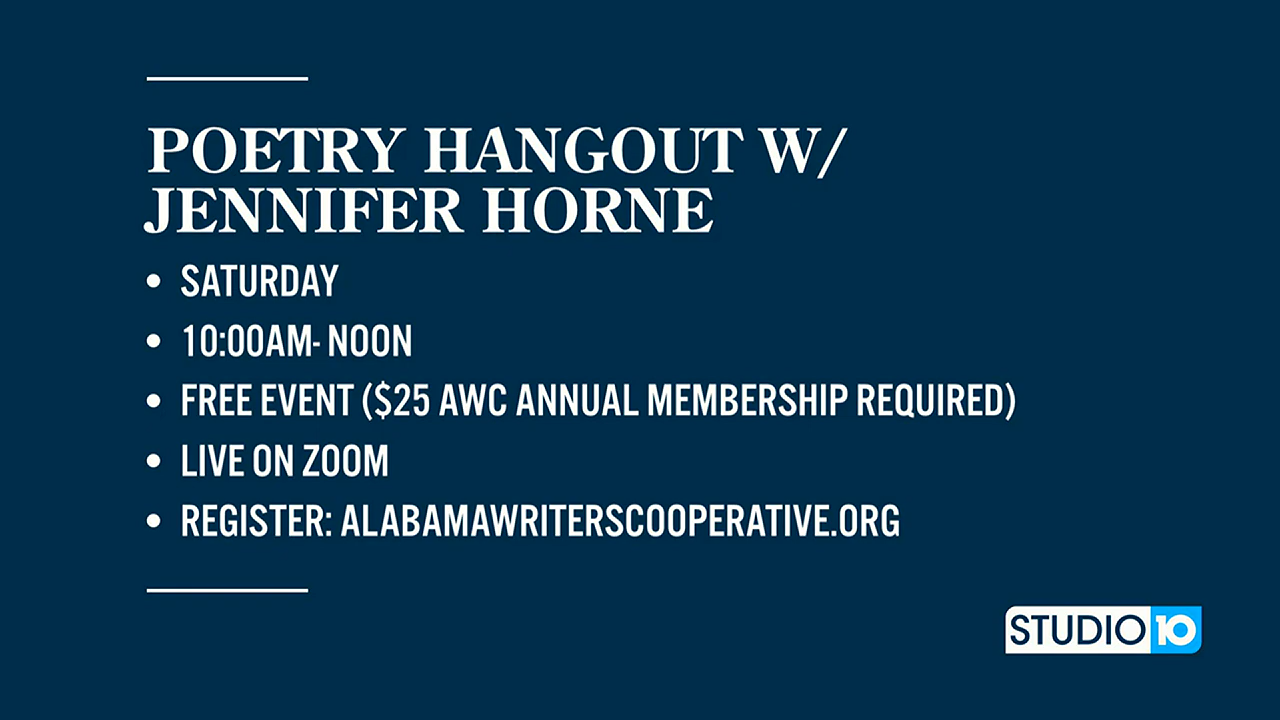 POETRY HANGOUT W/
JENNIFER HORNE
• SATURDAY
• 10:00AM- NOON
• FREE EVENT ($25 AWC ANNUAL MEMBERSHIP REQUIRED)
• LIVE ON ZOOM
• REGISTER: ALABAMAWRITERSCOOPERATIVE.ORG
STUDIO 10